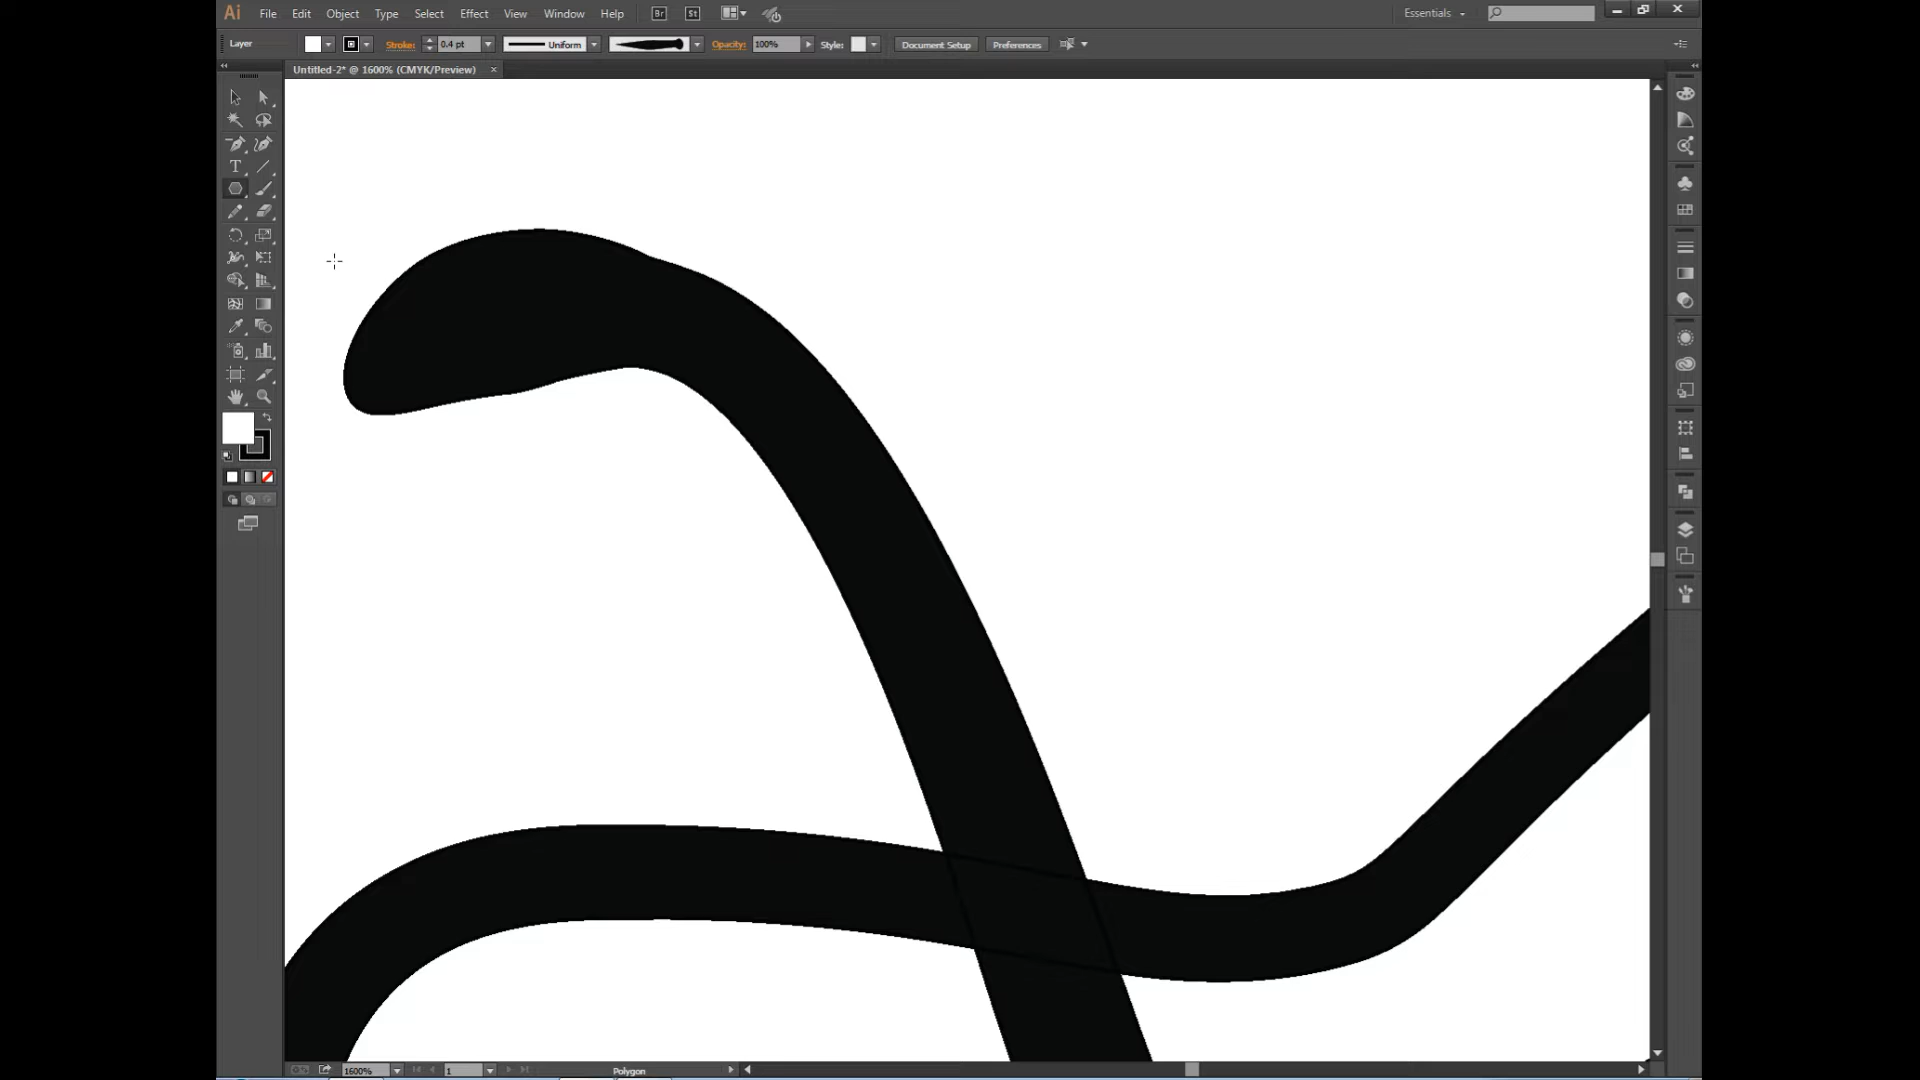 Ai File Edit Object Type Select Effect View Window Help Br St Essentials
Layer Stroke: 0.4 pt Uniform Opacity: 100% Style: Document Setup Preferences
Untitled-2* @ 1600% (CMYK/Preview) ×
T
1600% 1 Polygon